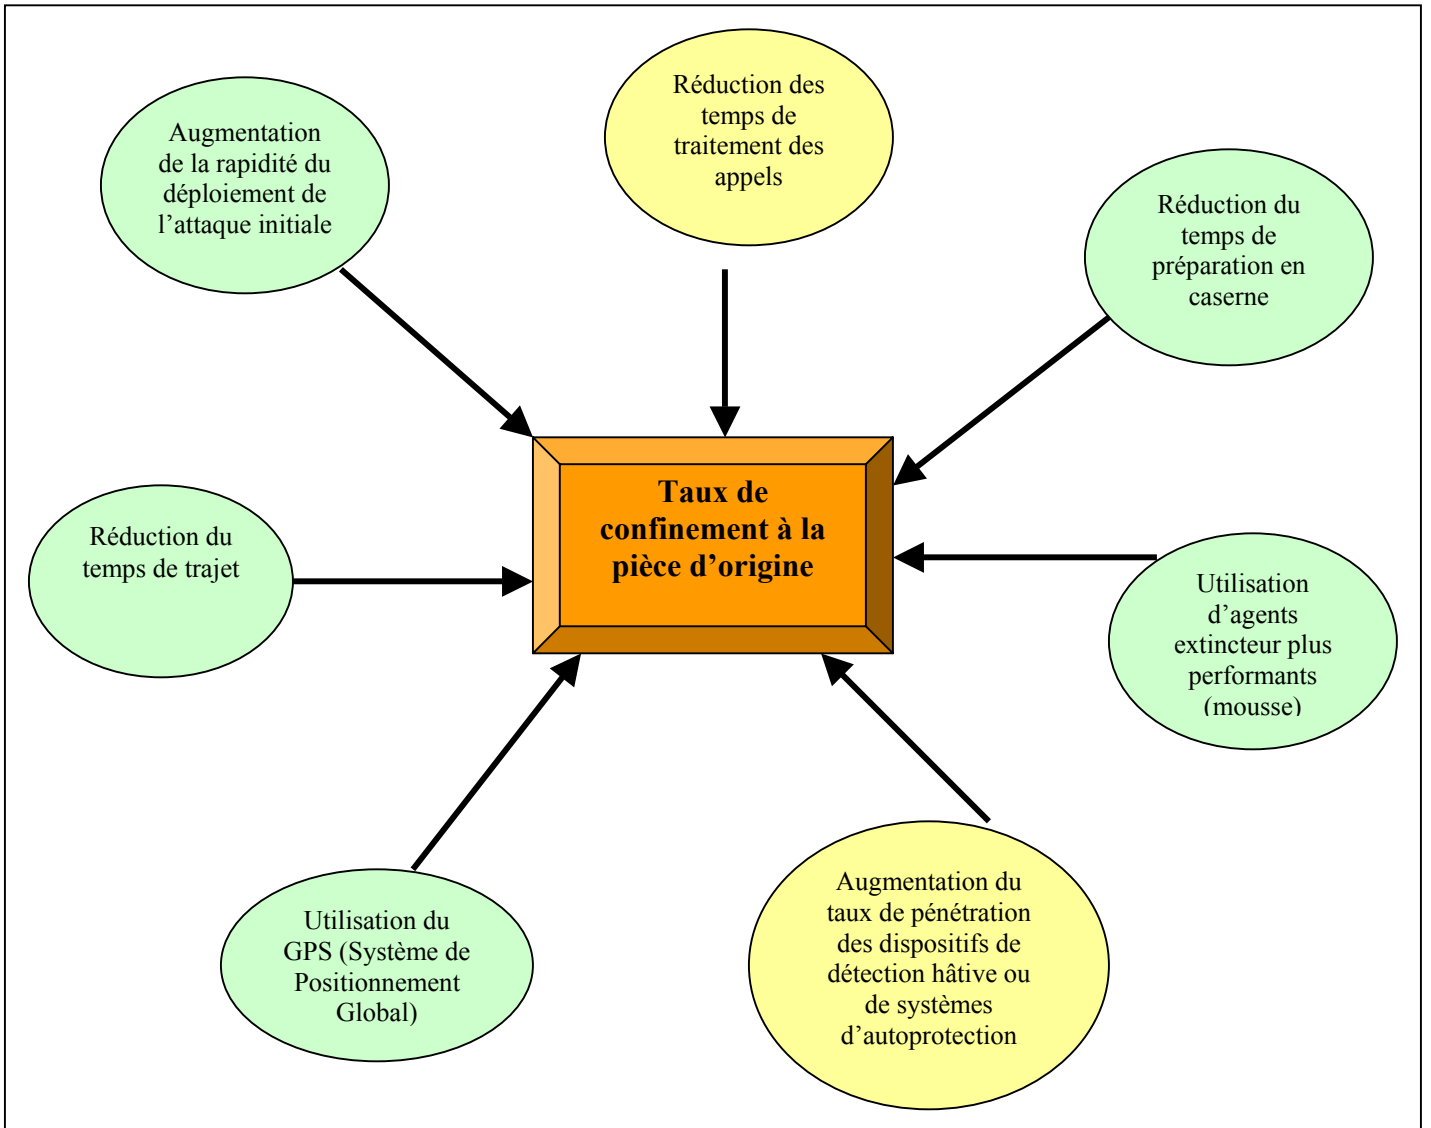 Réduction des
temps de
traitement des
appels
Augmentation
de la rapidité du
déploiement de
l’attaque initiale
Réduction du
temps de
préparation en
caserne
Taux de
confinement à la
pièce d’origine
Réduction du
temps de trajet
Utilisation
d’agents
extincteur plus
performants
(mousse)
Augmentation du
taux de pénétration
des dispositifs de
détection hâtive ou
de systèmes
d’autoprotection
Utilisation du
GPS (Système de
Positionnement
Global)